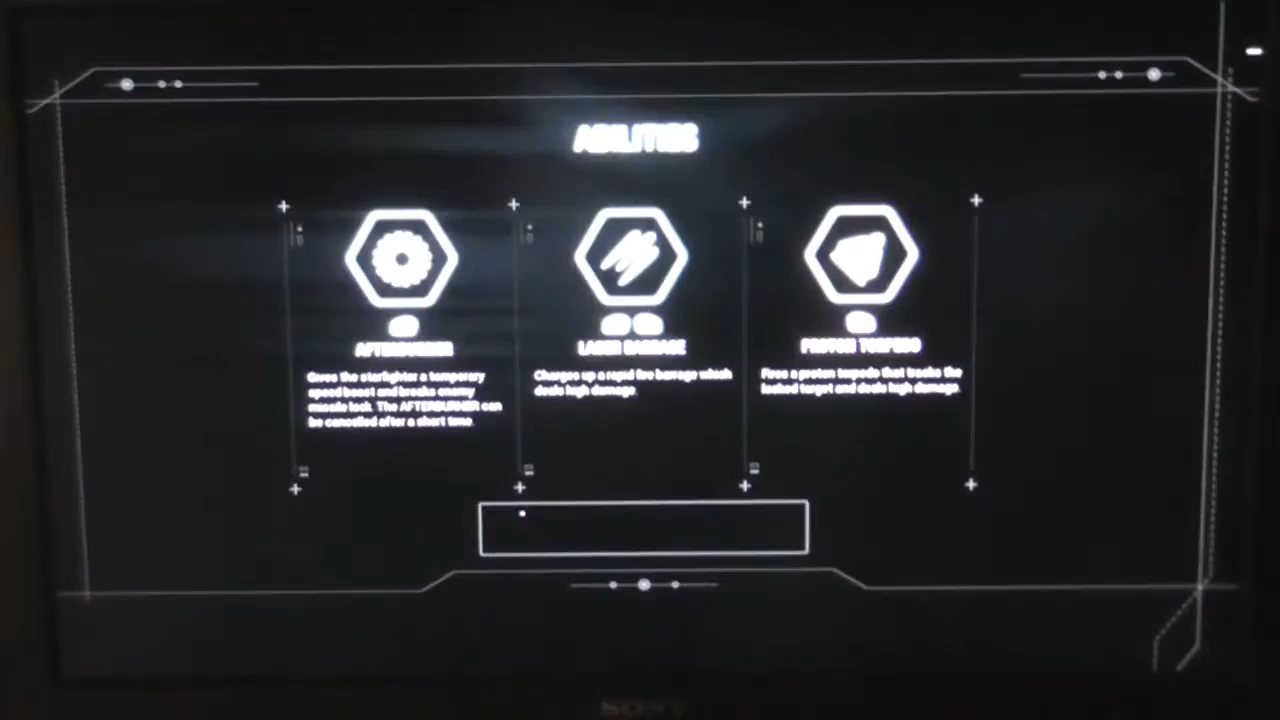 ABILITIES
AFTERBURNER
Gives the starfighter a temporary
speed boost and breaks enemy
missile lock. The AFTERBURNER can
be cancelled after a short time.
LASER BARRAGE
Charges up a rapid fire barrage which
deals high damage.
PROTON TORPEDO
Fires a proton torpedo that tracks the
locked target and deals high damage.
SONY